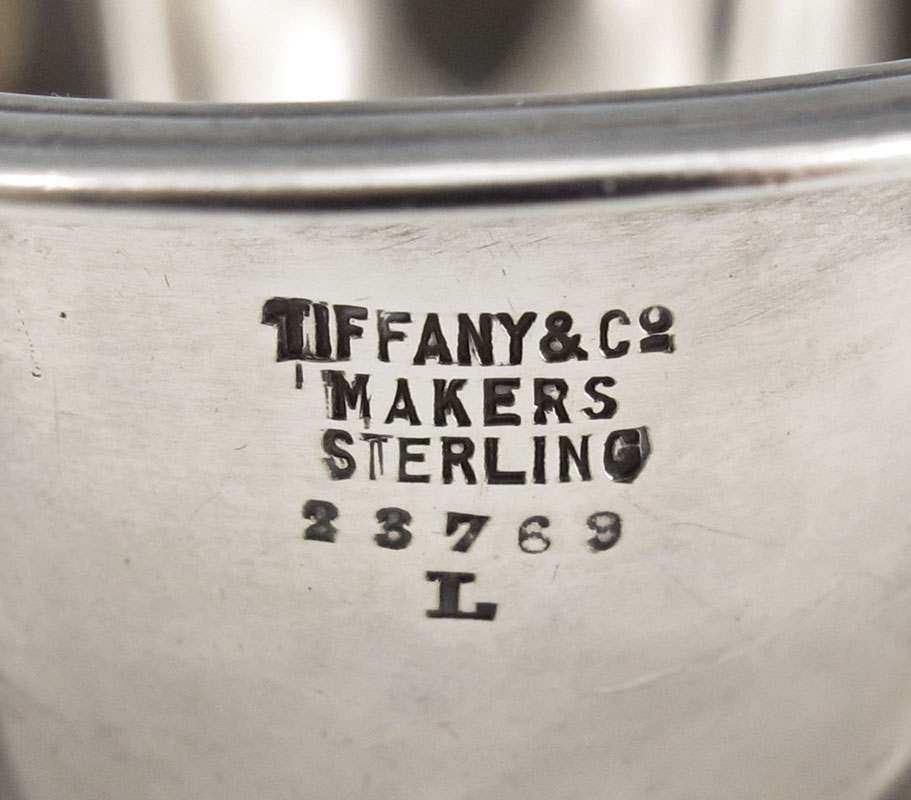 TIFFANY & Cº
MAKERS
STERLING
23769
L